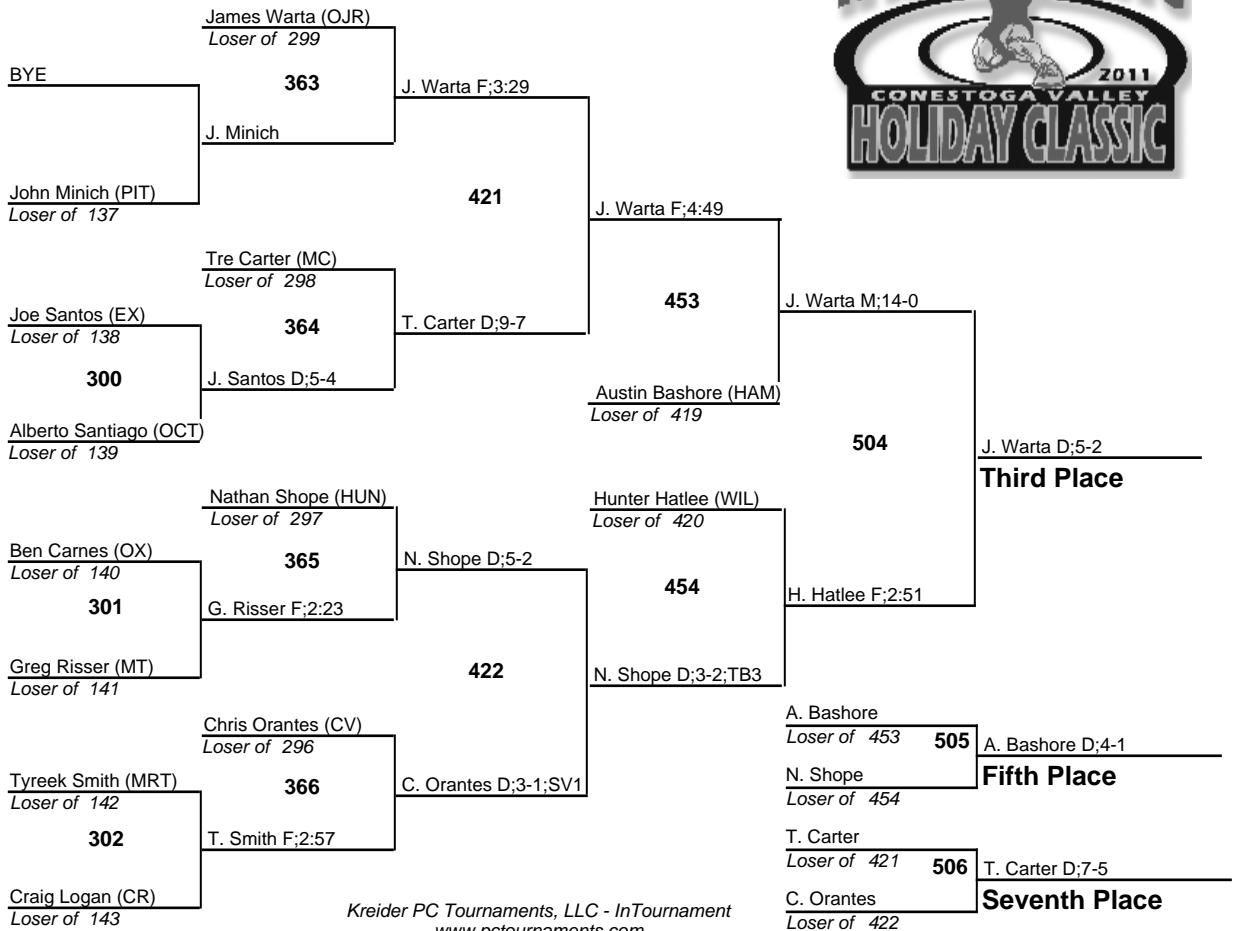 James Warta (OJR)
Loser of 299
BYE
363
J. Warta F;3:29
J. Minich
John Minich (PIT)
Loser of 137
421
J. Warta F;4:49
Tre Carter (MC)
Loser of 298
Joe Santos (EX)
Loser of 138
364
T. Carter D;9-7
453
J. Warta M;14-0
300
J. Santos D;5-4
Austin Bashore (HAM)
Loser of 419
Alberto Santiago (OCT)
Loser of 139
504
J. Warta D;5-2
Third Place
Nathan Shope (HUN)
Loser of 297
Hunter Hatlee (WIL)
Loser of 420
Ben Carnes (OX)
Loser of 140
365
N. Shope D;5-2
454
301
G. Risser F;2:23
H. Hatlee F;2:51
Greg Risser (MT)
Loser of 141
422
N. Shope D;3-2;TB3
Chris Orantes (CV)
Loser of 296
A. Bashore
Loser of 453
505
A. Bashore D;4-1
Fifth Place
N. Shope
Loser of 454
Tyreek Smith (MRT)
Loser of 142
366
C. Orantes D;3-1;SV1
302
T. Smith F;2:57
T. Carter
Loser of 421
506
T. Carter D;7-5
Seventh Place
C. Orantes
Loser of 422
Craig Logan (CR)
Loser of 143
Kreider PC Tournaments, LLC - InTournament
www.pctournaments.com
2011
CONESTOGA VALLEY
HOLIDAY CLASSIC